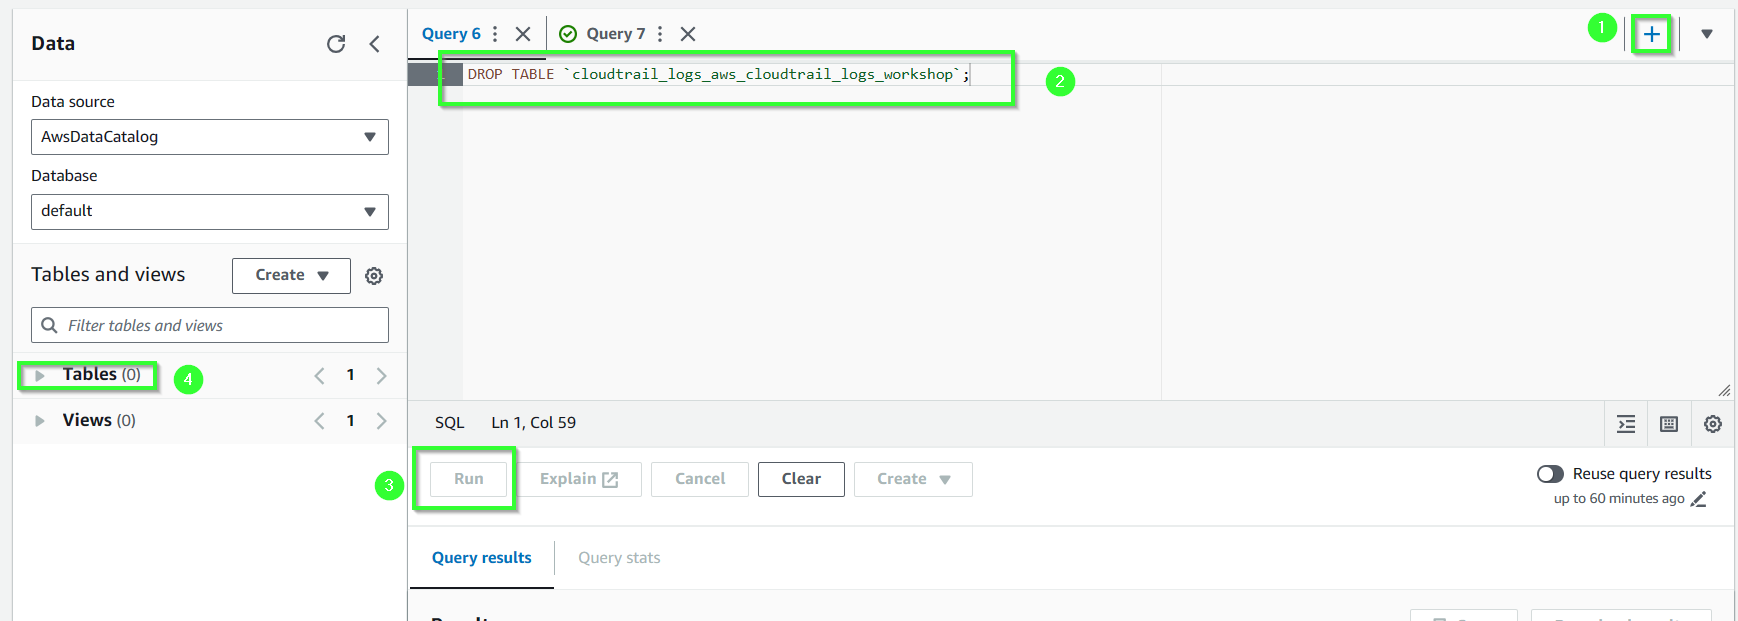 Data
Data source
AwsDataCatalog
Database
default
Tables and views
Create
Filter tables and views
Tables (0)
4
1
Views (0)
1
Query 6
Query 7
1
DROP TABLE `cloudtrail_logs_aws_cloudtrail_logs_workshop`;
2
SQL
Ln 1, Col 59
3
Run
Explain
Cancel
Clear
Create
Reuse query results
up to 60 minutes ago
Query results
Query stats